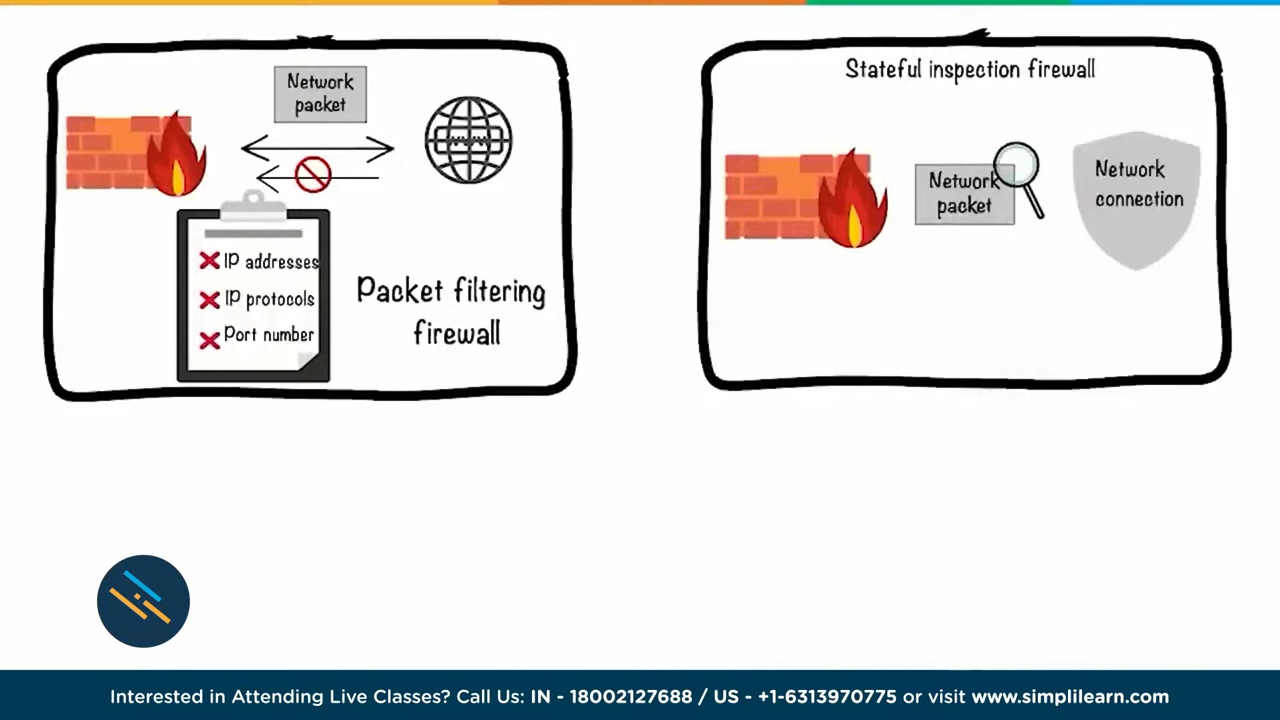 Network
packet
IP addresses
IP protocols
Port number
Packet filtering
firewall
Stateful inspection firewall
Network
packet
Network
connection
Interested in Attending Live Classes? Call Us: IN - 18002127688 / US - +1-6313970775 or visit www.simplilearn.com